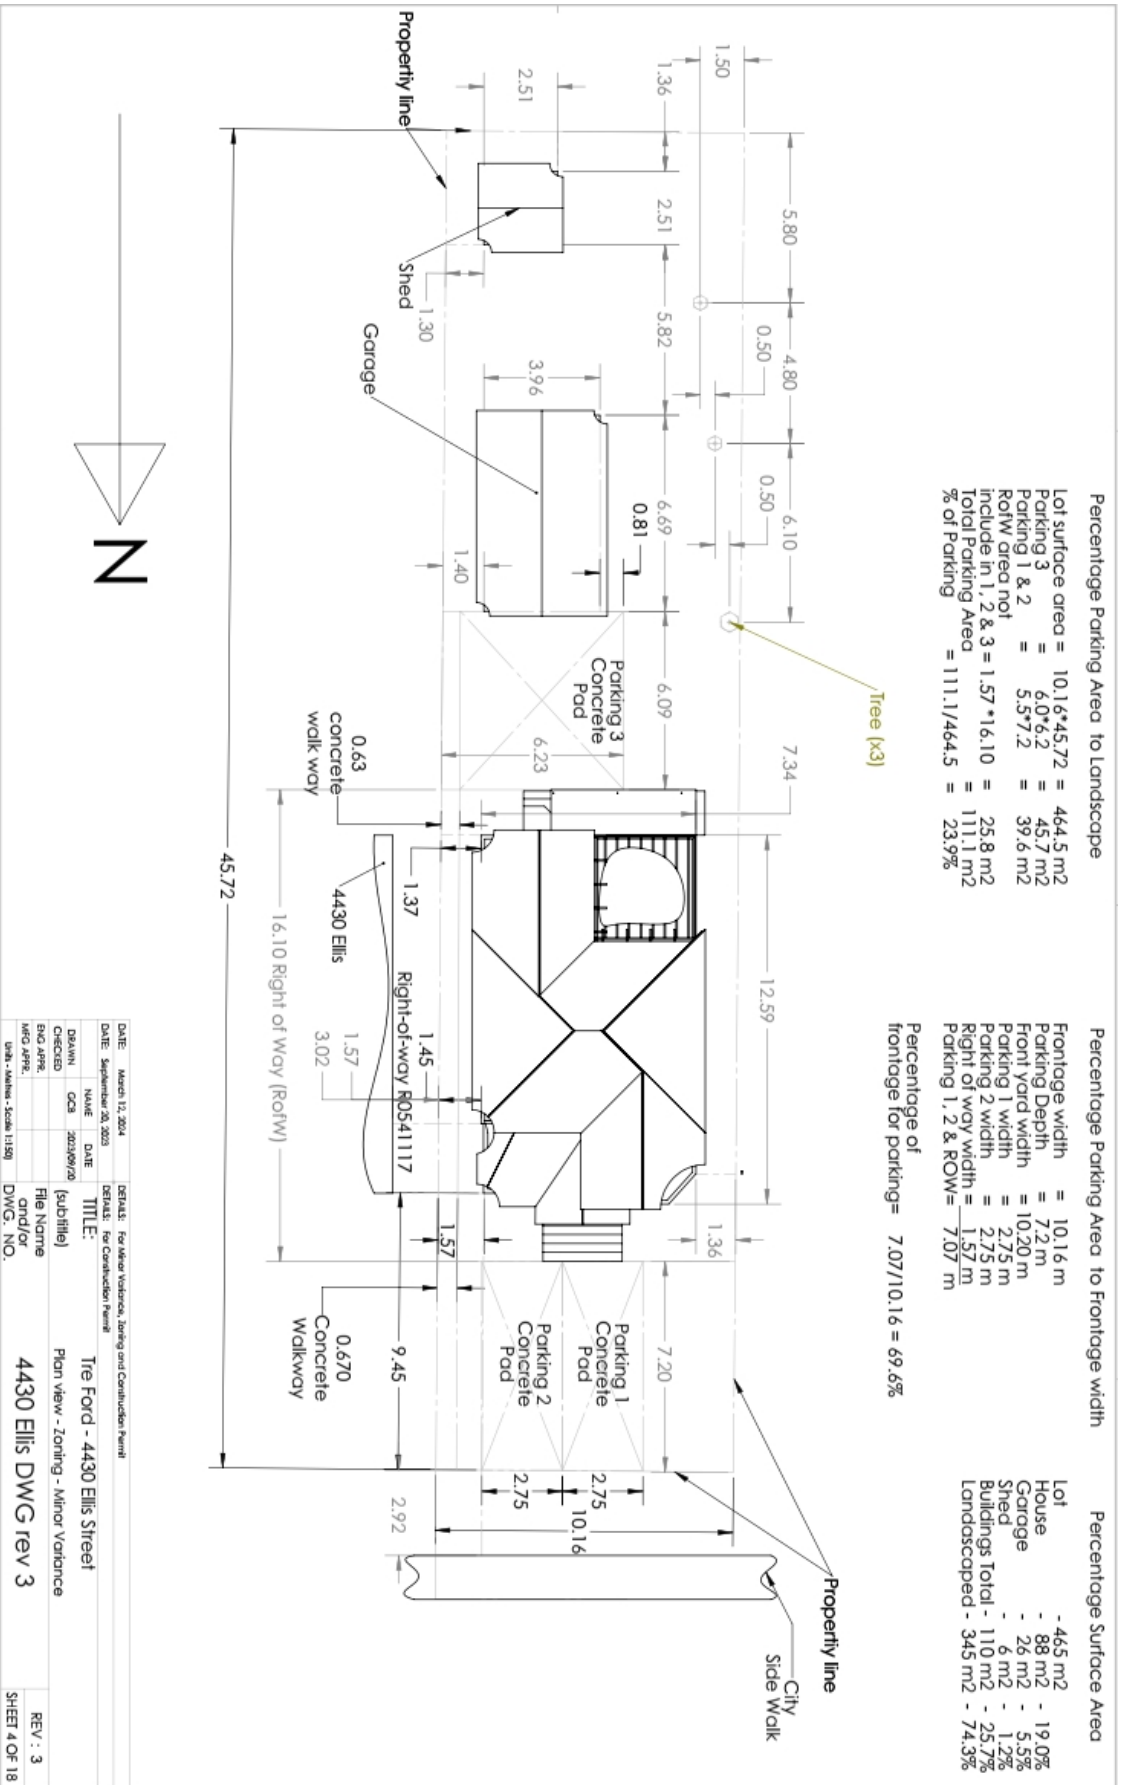 Percentage Parking Area to Landscape
Lot surface area = 10.16*45.72 = 464.5 m2
Parking 3 = 6.0*6.2 = 45.7 m2
Parking 1 & 2 = 5.5*7.2 = 39.6 m2
RofW area not
include in 1, 2 & 3 = 1.57 *16.10 = 25.8 m2
Total Parking Area = 111.1 m2
% of Parking = 111.1/464.5 = 23.9%
Percentage Parking Area to Frontage width
Frontage width = 10.16 m
Parking Depth = 7.2 m
Front yard width = 10.20 m
Parking 1 width = 2.75 m
Parking 2 width = 2.75 m
Right of way width = 1.57 m
Parking 1, 2 & ROW= 7.07 m
Percentage of
frontage for parking= 7.07/10.16 = 69.6%
Percentage Surface Area
Lot - 465 m2
House - 88 m2 - 19.0%
Garage - 26 m2 - 5.5%
Shed - 6 m2 - 1.2%
Buildings Total - 110 m2 - 25.7%
Landscaped - 345 m2 - 74.3%
1.50
5.80
4.80
6.10
0.50
0.50
Tree (x3)
7.34
12.59
1.36
2.51
5.82
6.69
6.09
0.81
2.51
3.96
1.30
1.40
6.23
Propertiy line
Shed
Garage
Parking 3
Concrete
Pad
0.63
concrete
walk way
1.37
4430 Ellis
Right-of-way R0541117
1.45
1.57
3.02
16.10 Right of Way (RofW)
45.72
1.36
1.57
7.20
Parking 1
Concrete
Pad
Parking 2
Concrete
Pad
0.670
Concrete
Walkway
9.45
2.75
2.75
10.16
2.92
Propertiy line
City
Side Walk
N
DATE: March 12, 2024
DETAILS: For Minor Variance, Zoning and Construction Permit
DATE: September 20, 2023
DETAILS: For Construction Permit
NAME DATE
DRAWN GCB 2023/09/20
CHECKED
ENG APPR.
MFG APPR.
Units - Metres - Scale 1:150)
TITLE:
(subtitle)
File Name
and/or
DWG. NO.
Tre Ford - 4430 Ellis Street
Plan view - Zoning - Minor Variance
4430 Ellis DWG rev 3
REV : 3
SHEET 4 OF 18